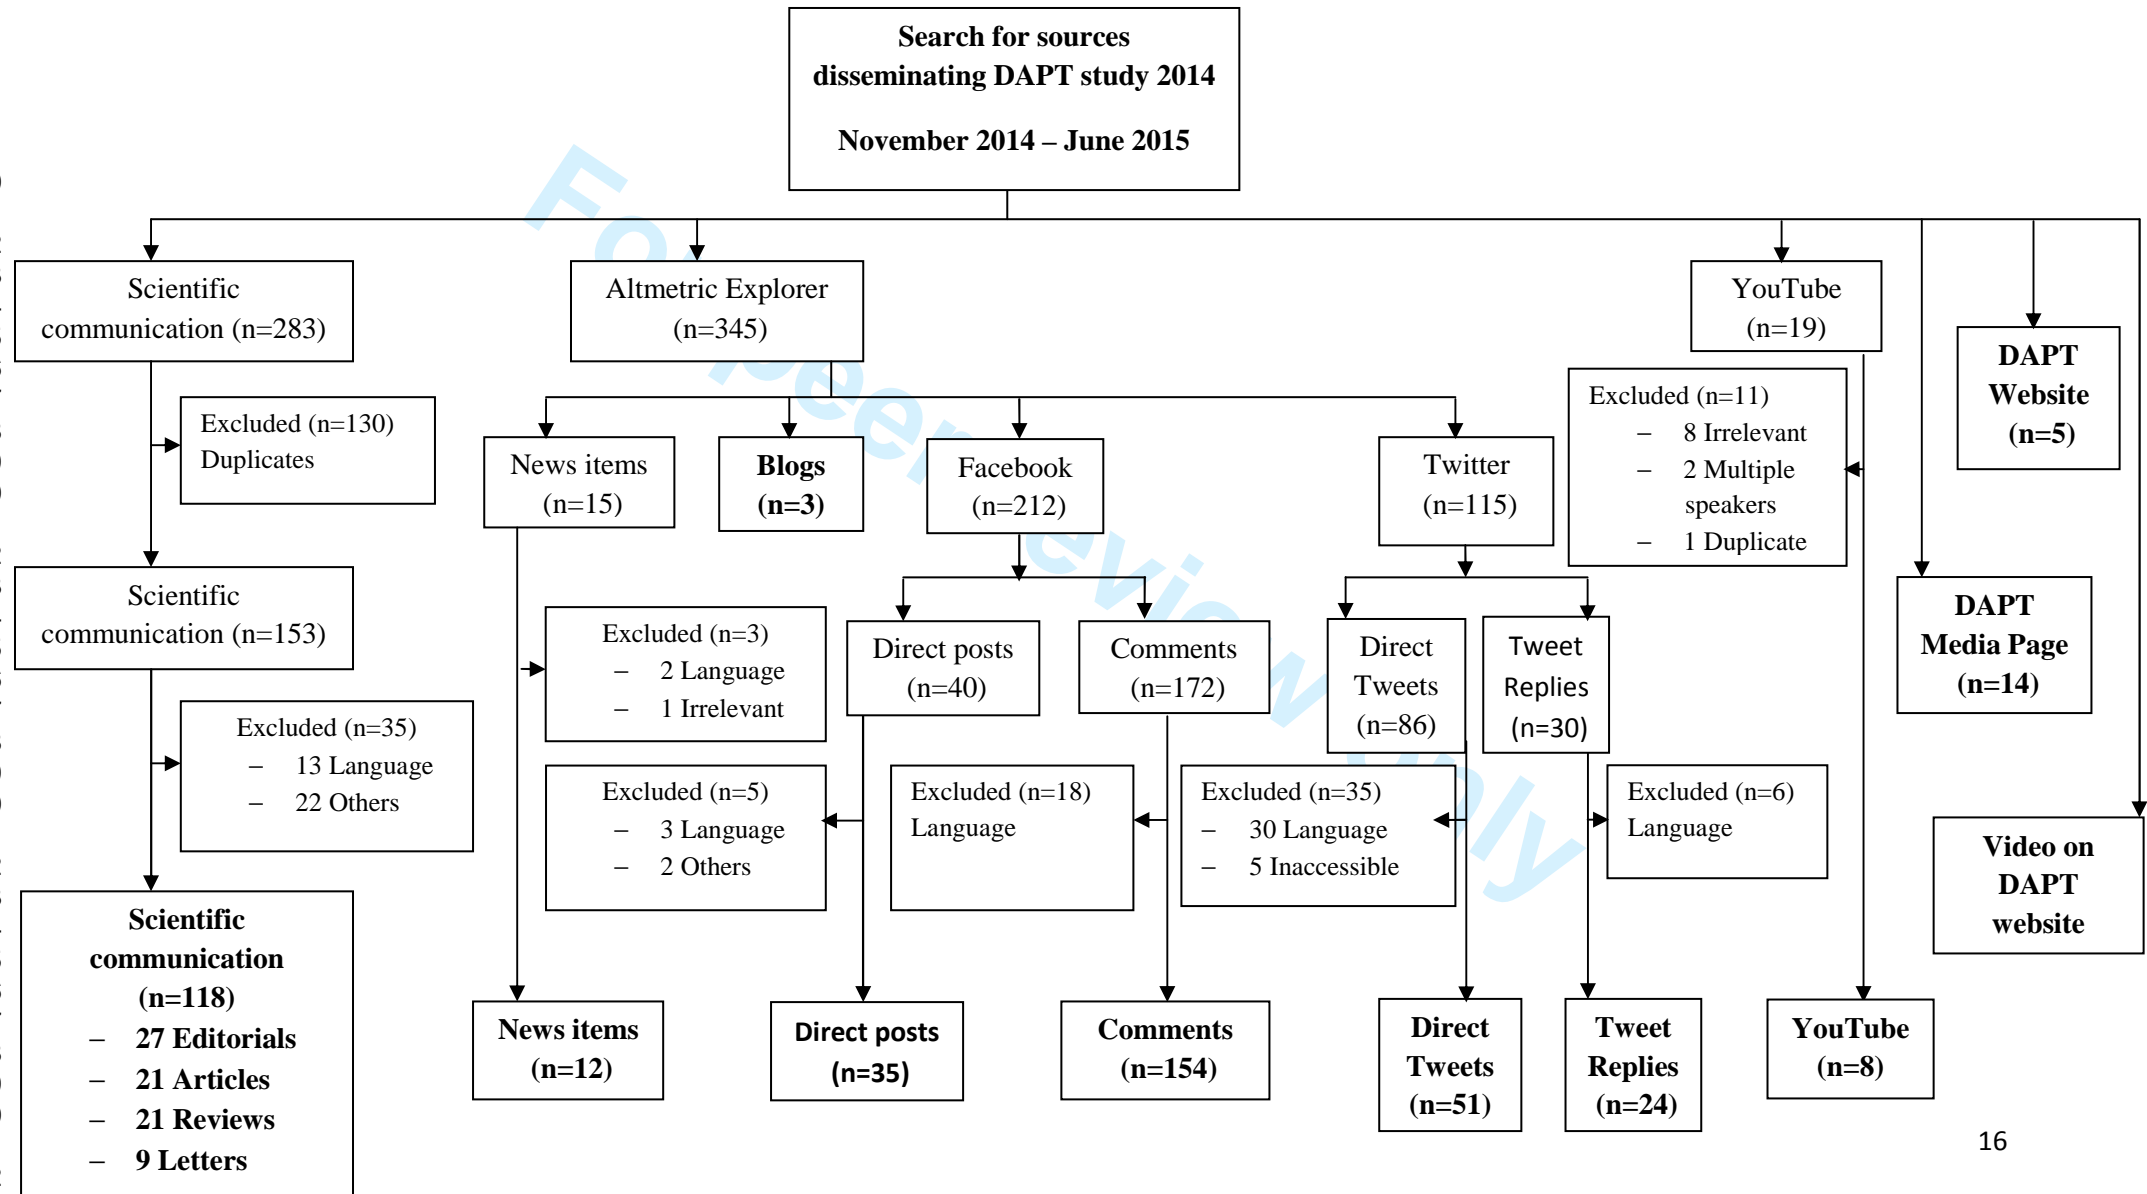 Search for sources
disseminating DAPT study 2014
November 2014 – June 2015
Scientific
communication (n=283)
Altmetric Explorer
(n=345)
YouTube
(n=19)
DAPT
Website
(n=5)
Excluded (n=130)
Duplicates
News items
(n=15)
Blogs
(n=3)
Facebook
(n=212)
Twitter
(n=115)
Excluded (n=11)
– 8 Irrelevant
– 2 Multiple
speakers
– 1 Duplicate
Scientific
communication (n=153)
Excluded (n=3)
– 2 Language
– 1 Irrelevant
Direct posts
(n=40)
Comments
(n=172)
Direct
Tweets
(n=86)
Tweet
Replies
(n=30)
DAPT
Media Page
(n=14)
Excluded (n=35)
– 13 Language
– 22 Others
Excluded (n=5)
– 3 Language
– 2 Others
Excluded (n=18)
Language
Excluded (n=35)
– 30 Language
– 5 Inaccessible
Excluded (n=6)
Language
Video on
DAPT
website
Scientific
communication
(n=118)
– 27 Editorials
– 21 Articles
– 21 Reviews
– 9 Letters
News items
(n=12)
Direct posts
(n=35)
Comments
(n=154)
Direct
Tweets
(n=51)
Tweet
Replies
(n=24)
YouTube
(n=8)
16
For peer review only